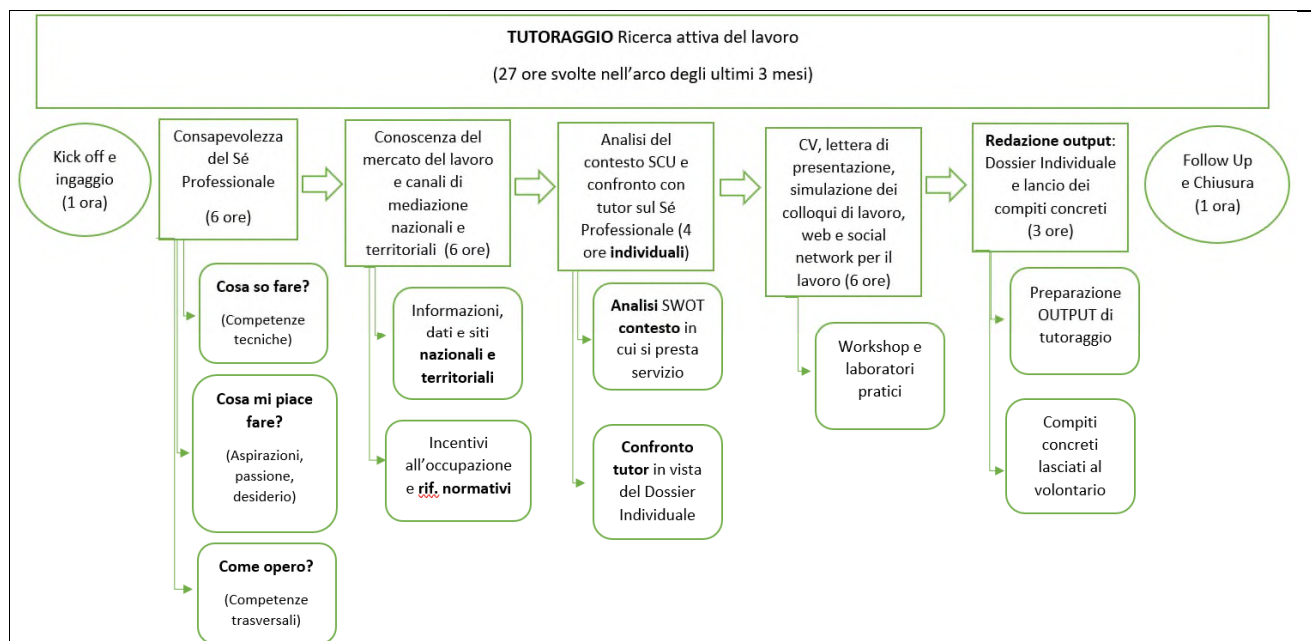 TUTORAGGIO Ricerca attiva del lavoro
(27 ore svolte nell’arco degli ultimi 3 mesi)
Kick off e
ingaggio
(1 ora)
Consapevolezza
del Sé
Professionale
(6 ore)
Cosa so fare?
(Competenze
tecniche)
Cosa mi piace
fare?
(Aspirazioni,
passione,
desiderio)
Come opero?
(Competenze
trasversali)
Conoscenza del
mercato del lavoro
e canali di
mediazione
nazionali e
territoriali (6 ore)
Informazioni,
dati e siti
nazionali e
territoriali
Incentivi
all’occupazione
e rif. normativi
Analisi del
contesto SCU e
confronto con
tutor sul Sé
Professionale (4
ore individuali)
Analisi SWOT
contesto in
cui si presta
servizio
Confronto
tutor in vista
del Dossier
Individuale
CV, lettera di
presentazione,
simulazione dei
colloqui di lavoro,
web e social
network per il
lavoro (6 ore)
Workshop e
laboratori
pratici
Redazione output:
Dossier Individuale
e lancio dei
compiti concreti
(3 ore)
Preparazione
OUTPUT di
tutoraggio
Compiti
concreti
lasciati al
volontario
Follow Up
e Chiusura
(1 ora)